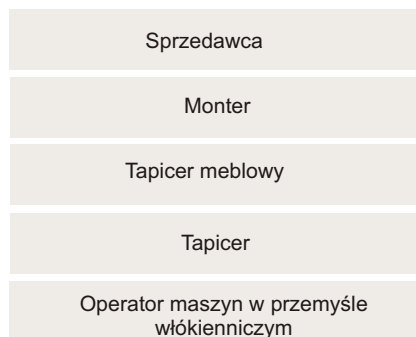 Sprzedawca
Monter
Tapicer meblowy
Tapicer
Operator maszyn w przemyśle
włókienniczym